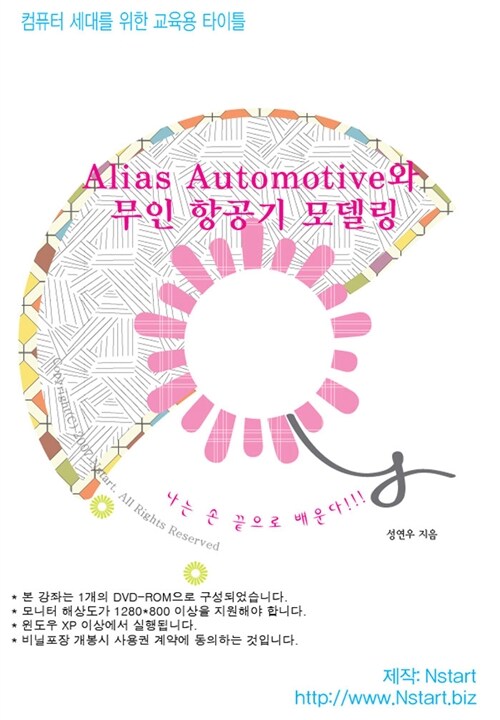 컴퓨터 세대를 위한 교육용 타이틀
Alias Automotive와
무인 항공기 모델링
Copyright(C) 2007 Nstart. All Rights Reserved
나는 손 끝으로 배운다!!!
성연우 지음
* 본 강좌는 1개의 DVD-ROM으로 구성되었습니다.
* 모니터 해상도가 1280*800 이상을 지원해야 합니다.
* 윈도우 XP 이상에서 실행됩니다.
* 비닐포장 개봉시 사용권 계약에 동의하는 것입니다.
제작: Nstart
http://www.Nstart.biz